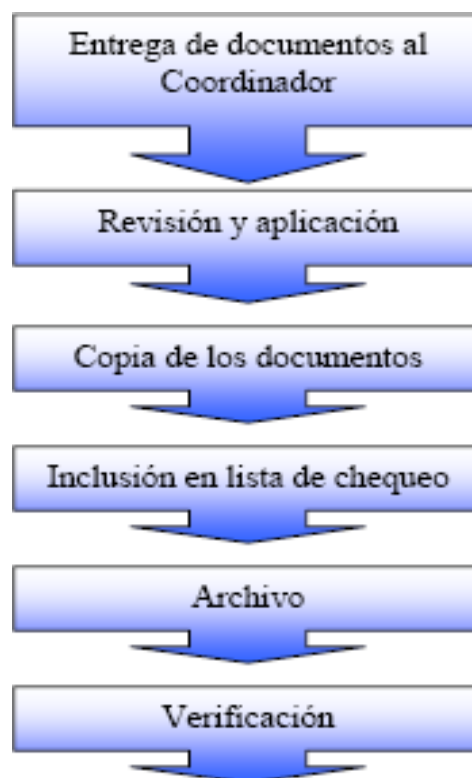 Entrega de documentos al
Coordinador
Revisión y aplicación
Copia de los documentos
Inclusión en lista de chequeo
Archivo
Verificación